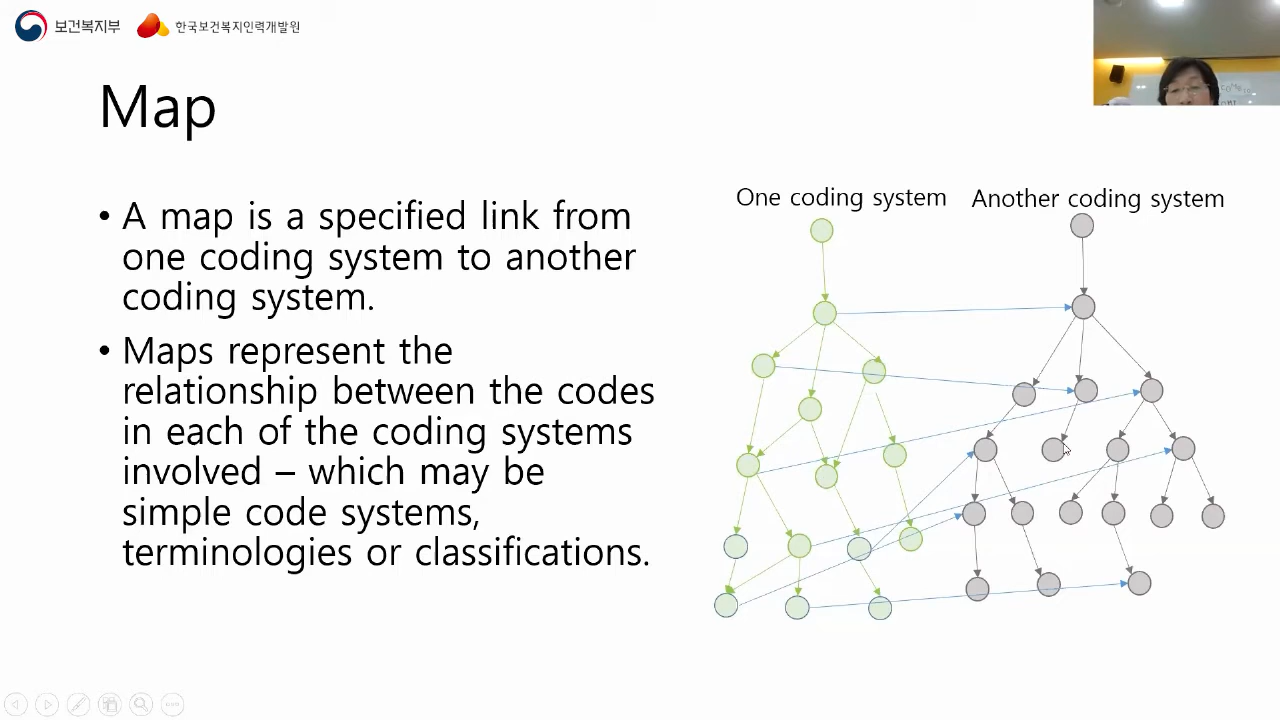 보건복지부 한국보건복지인력개발원
Map
• A map is a specified link from
one coding system to another
coding system.
• Maps represent the
relationship between the codes
in each of the coding systems
involved – which may be
simple code systems,
terminologies or classifications.
One coding system Another coding system